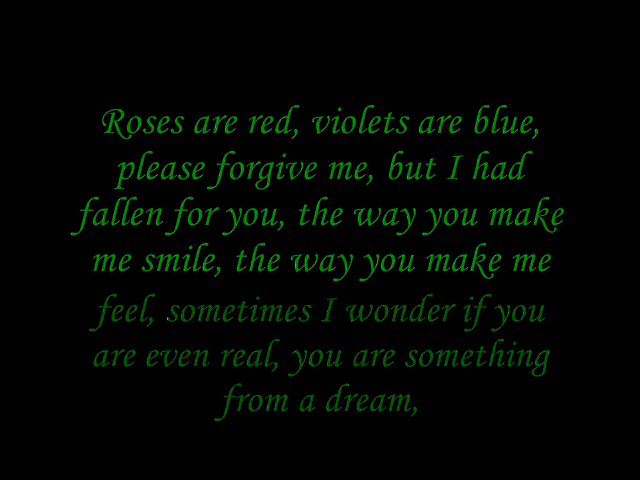 Roses are red, violets are blue,
please forgive me, but I had
fallen for you, the way you make
me smile, the way you make me
feel, sometimes I wonder if you
are even real, you are something
from a dream,